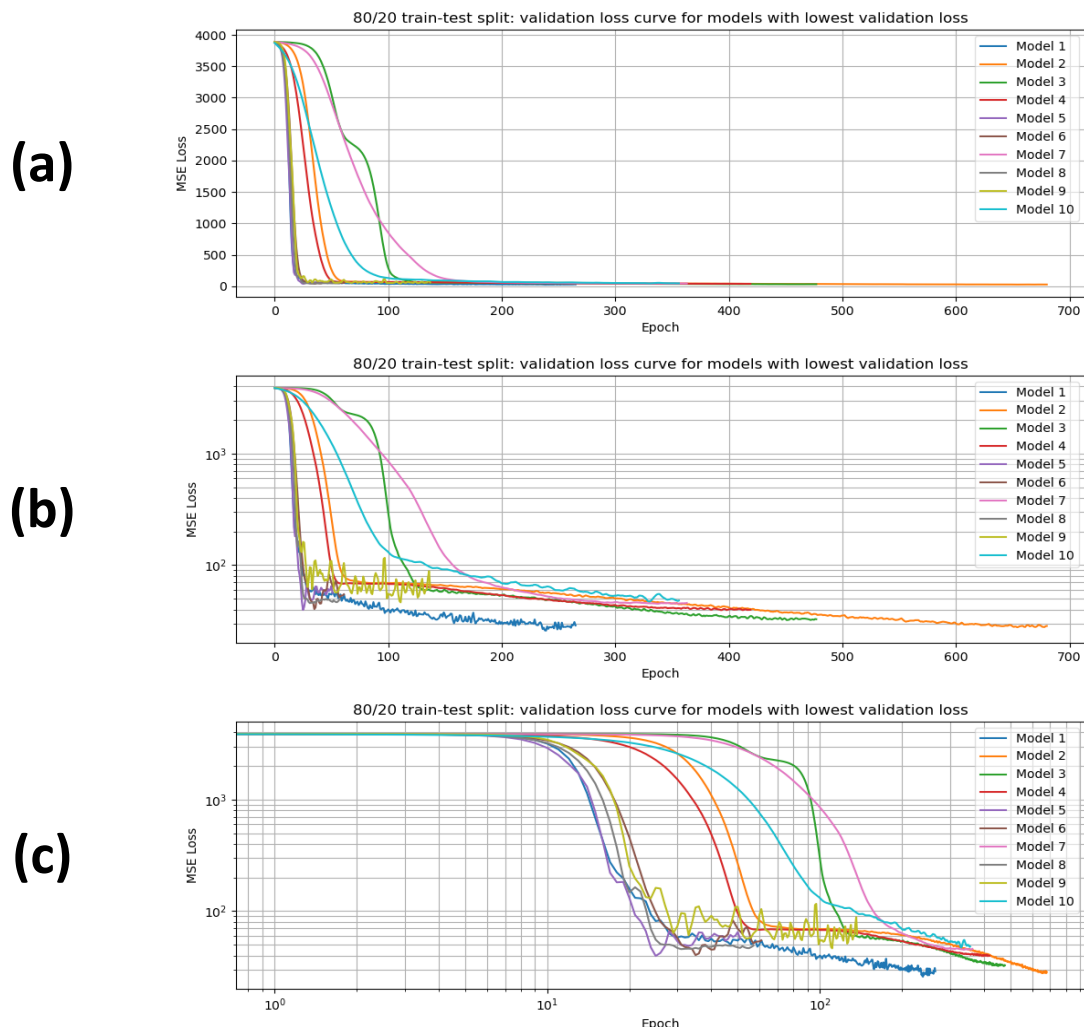 (a)
80/20 train-test split: validation loss curve for models with lowest validation loss
MSE Loss
4000
3500
3000
2500
2000
1500
1000
500
0
0 100 200 300 400 500 600 700
Epoch
Model 1
Model 2
Model 3
Model 4
Model 5
Model 6
Model 7
Model 8
Model 9
Model 10
(b)
80/20 train-test split: validation loss curve for models with lowest validation loss
MSE Loss
10³
10²
0 100 200 300 400 500 600 700
Epoch
Model 1
Model 2
Model 3
Model 4
Model 5
Model 6
Model 7
Model 8
Model 9
Model 10
(c)
80/20 train-test split: validation loss curve for models with lowest validation loss
MSE Loss
10³
10²
10⁰ 10¹ 10²
Epoch
Model 1
Model 2
Model 3
Model 4
Model 5
Model 6
Model 7
Model 8
Model 9
Model 10